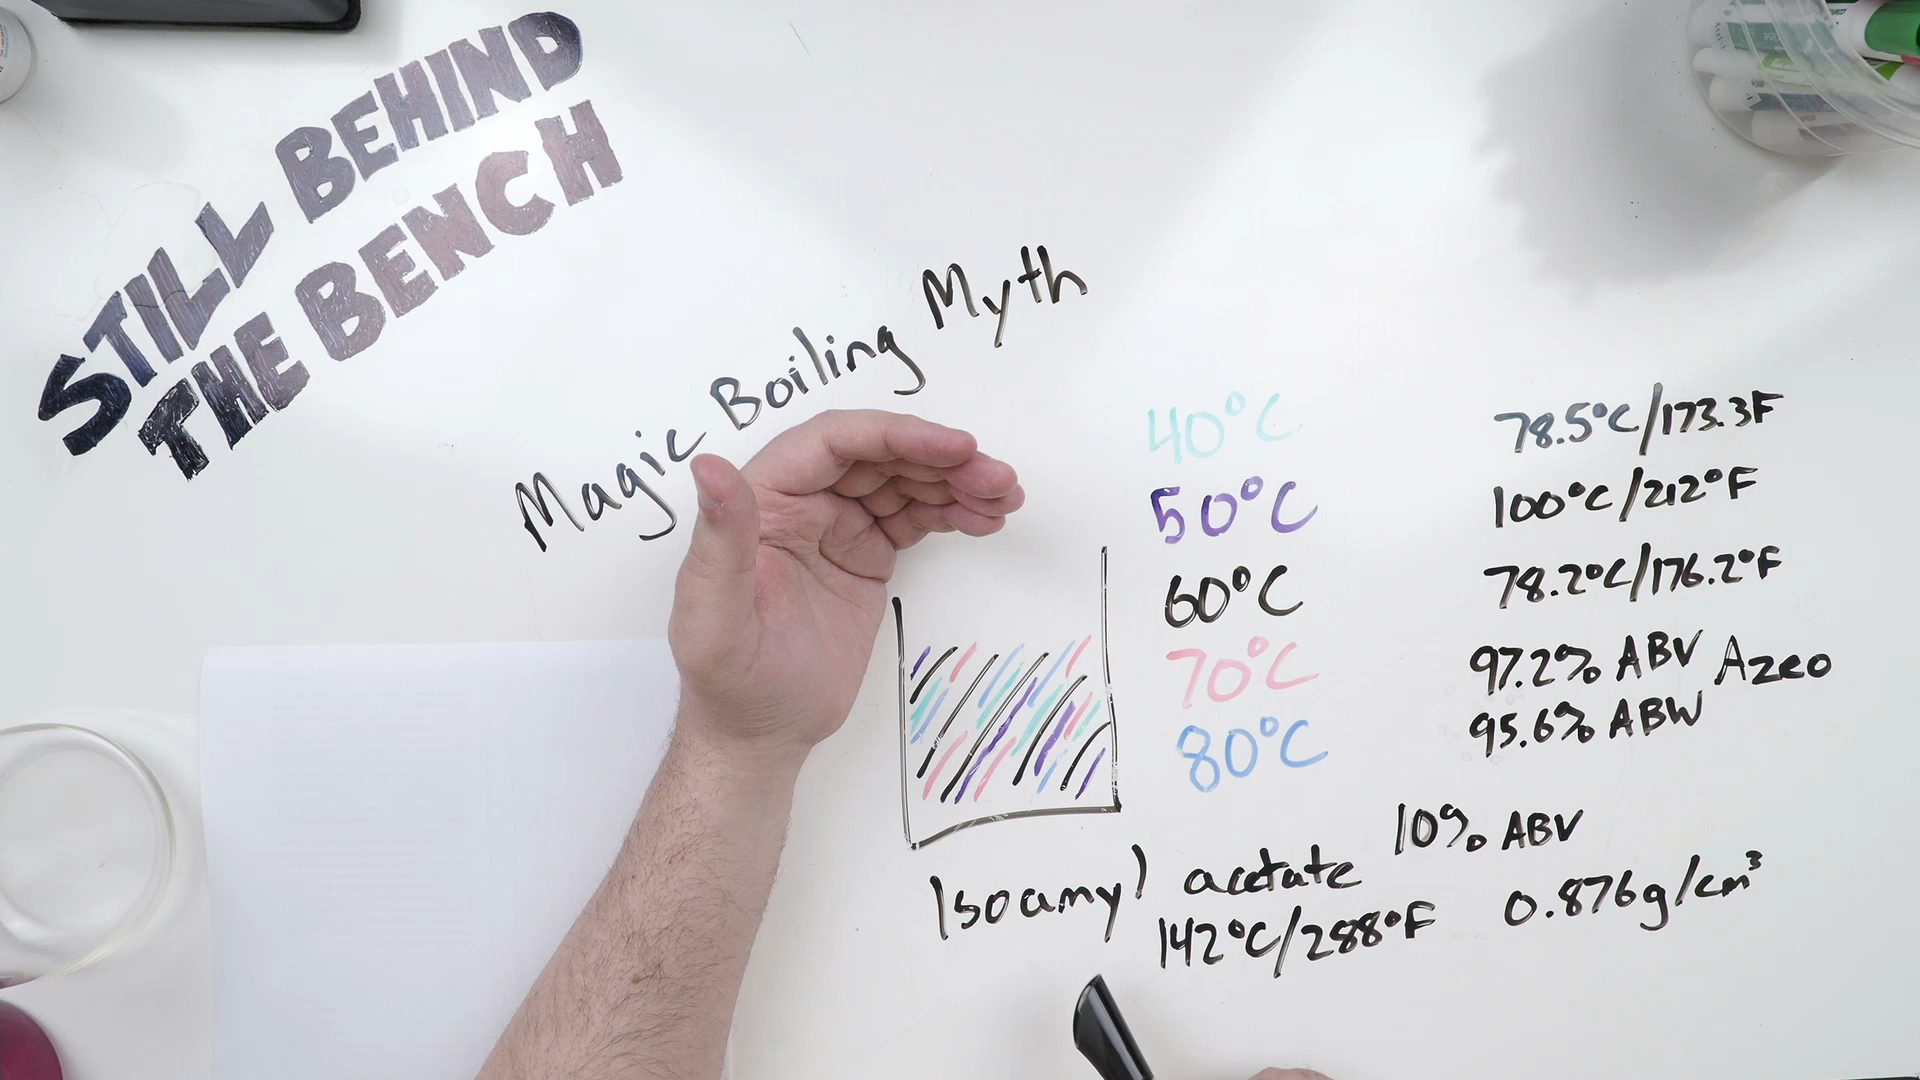 STILL BEHIND
THE BENCH
Magic Boiling Myth
40°C
50°C
60°C
70°C
80°C
78.5°C/173.3F
100°C/212°F
78.2°C/176.2°F
97.2% ABV Azeo
95.6% ABW
10% ABV
Isoamyl acetate
142°C/288°F
0.876g/cm³